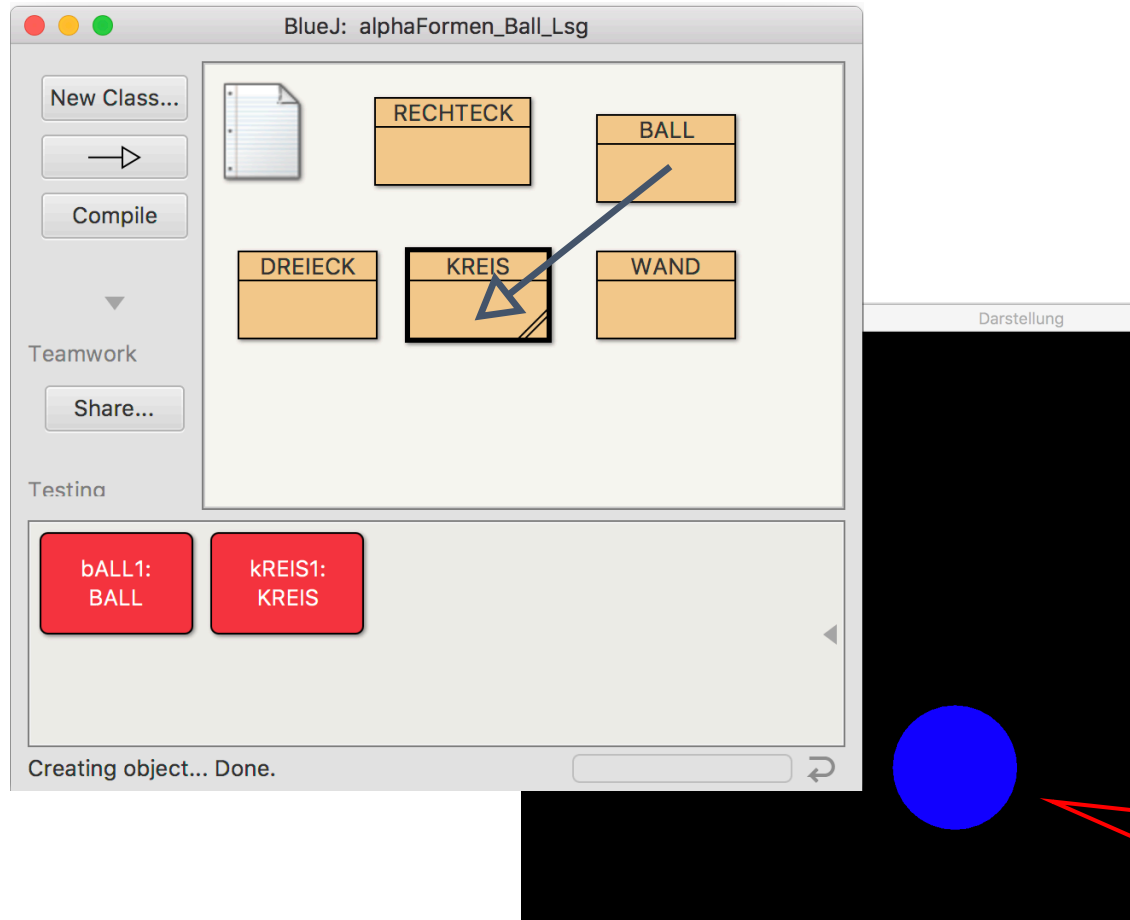 BlueJ: alphaFormen_Ball_Lsg
New Class...
Compile
Teamwork
Share...
Testing
RECHTECK
BALL
DREIECK
KREIS
WAND
Darstellung
bALL1:
BALL
kREIS1:
KREIS
Creating object... Done.